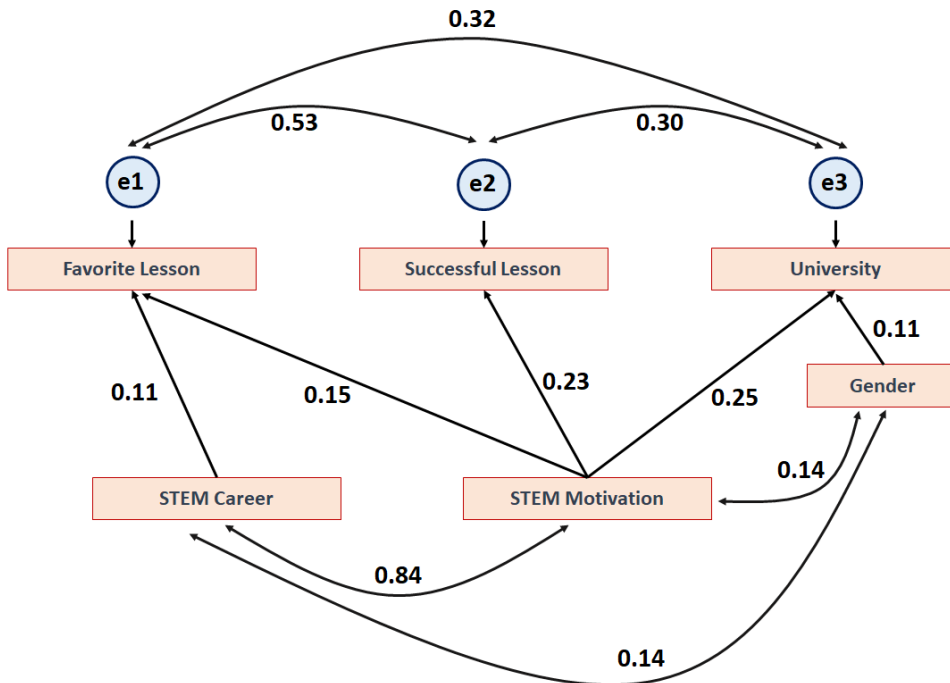 0.32
0.53
0.30
e1
e2
e3
Favorite Lesson
Successful Lesson
University
0.11
Gender
0.11
0.15
0.23
0.25
0.14
STEM Career
STEM Motivation
0.84
0.14